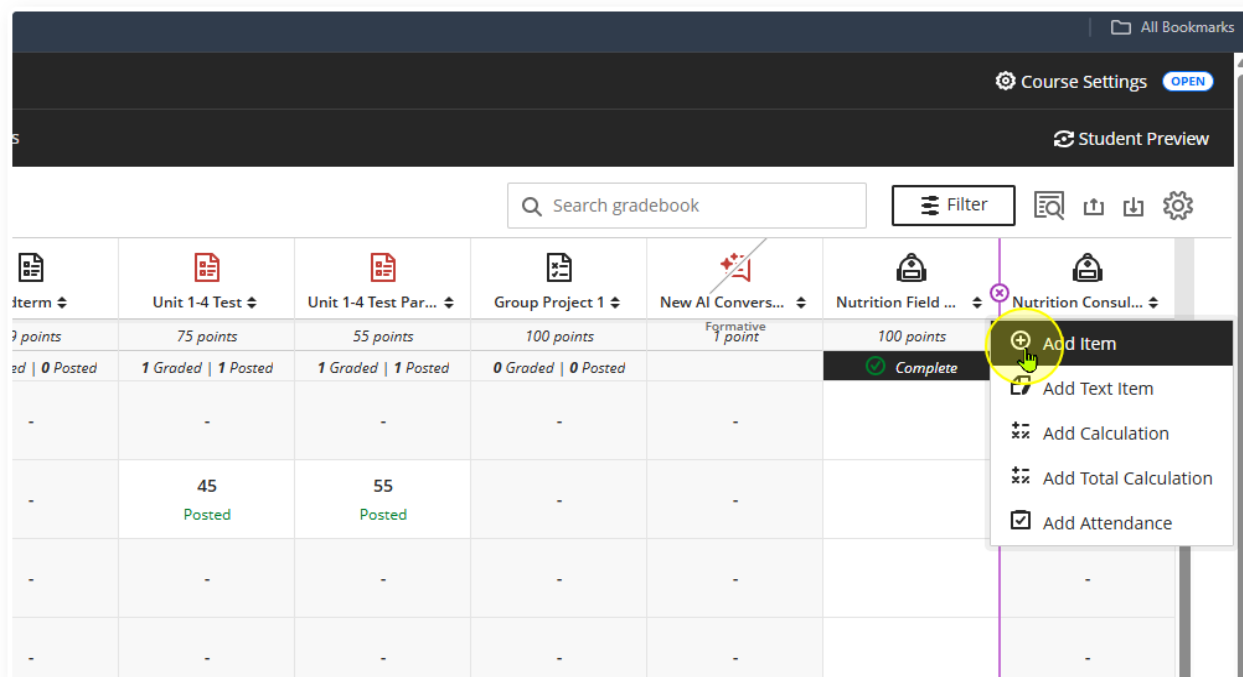 All Bookmarks
Course Settings OPEN
s
Student Preview
Search gradebook
Filter
dterm
Unit 1-4 Test
Unit 1-4 Test Par...
Group Project 1
New AI Convers...
Nutrition Field ...
Nutrition Consul...
points
75 points
55 points
100 points
Formative
1 point
100 points
ed | 0 Posted
1 Graded | 1 Posted
1 Graded | 1 Posted
0 Graded | 0 Posted
Complete
Add Item
Add Text Item
Add Calculation
Add Total Calculation
Add Attendance
- - - - -
- 45 55 - -
Posted Posted
- - - - - -
- - - - - -